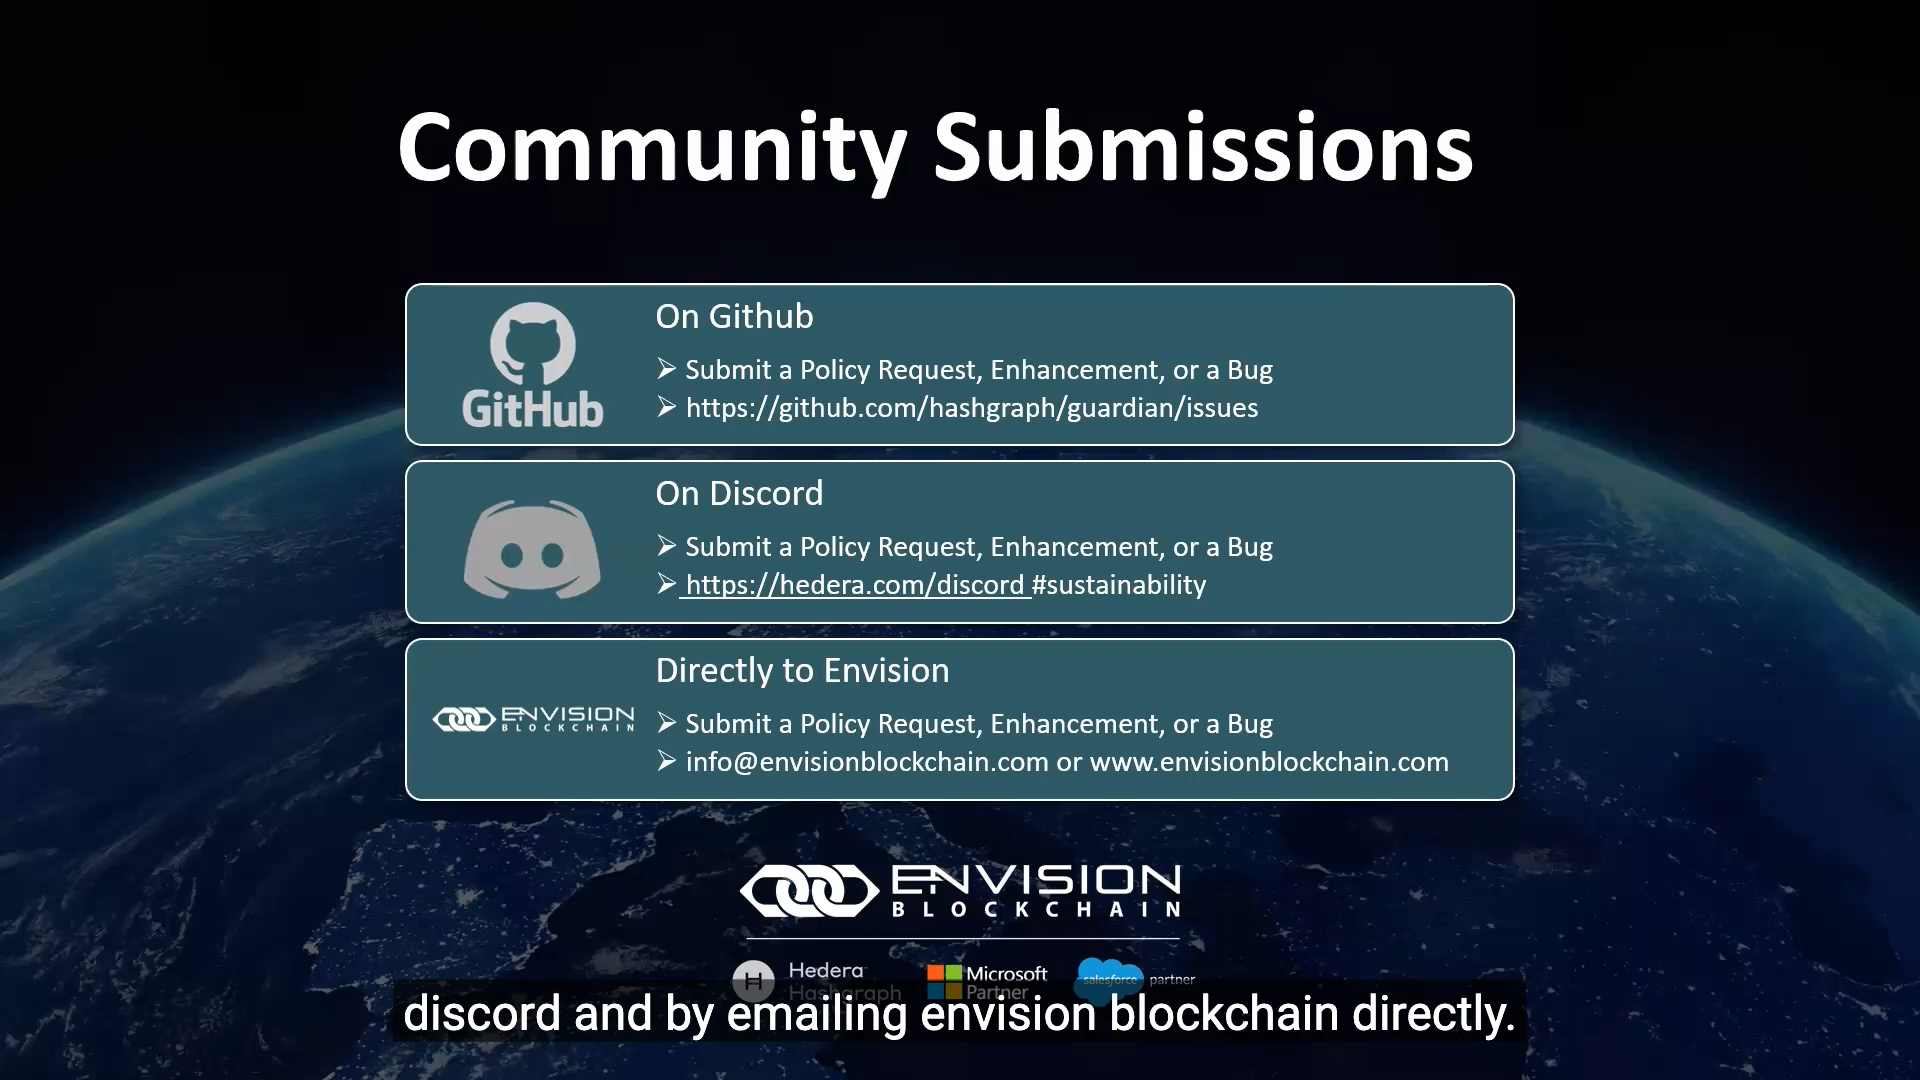 Community Submissions
GitHub
On Github
➢ Submit a Policy Request, Enhancement, or a Bug
➢ https://github.com/hashgraph/guardian/issues
On Discord
➢ Submit a Policy Request, Enhancement, or a Bug
➢ https://hedera.com/discord #sustainability
ENVISION
BLOCKCHAIN
Directly to Envision
➢ Submit a Policy Request, Enhancement, or a Bug
➢ info@envisionblockchain.com or www.envisionblockchain.com
ENVISION
BLOCKCHAIN
Hedera
Hashgraph
Microsoft
Partner
salesforce partner
discord and by emailing envision blockchain directly.